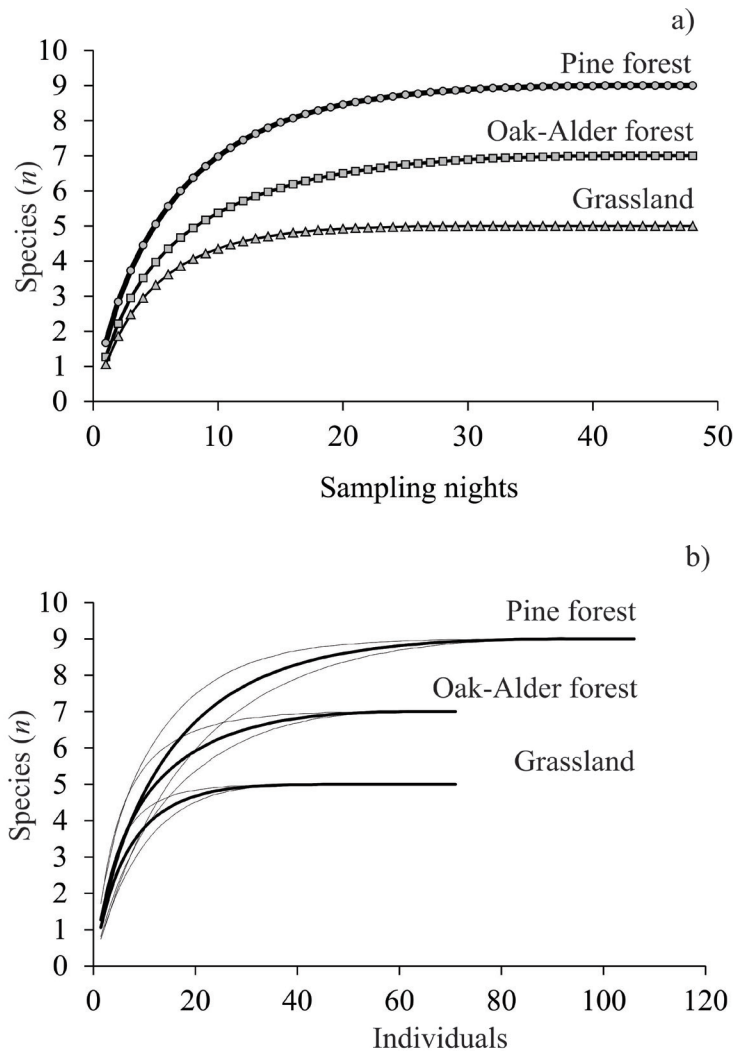 a)
10
Pine forest
9
8
Oak-Alder forest
7
6
Grassland
5
4
3
2
1
0
Species (n)
0 10 20 30 40 50
Sampling nights
b)
10
Pine forest
9
8
Oak-Alder forest
7
6
Grassland
5
4
3
2
1
0
Species (n)
0 20 40 60 80 100 120
Individuals